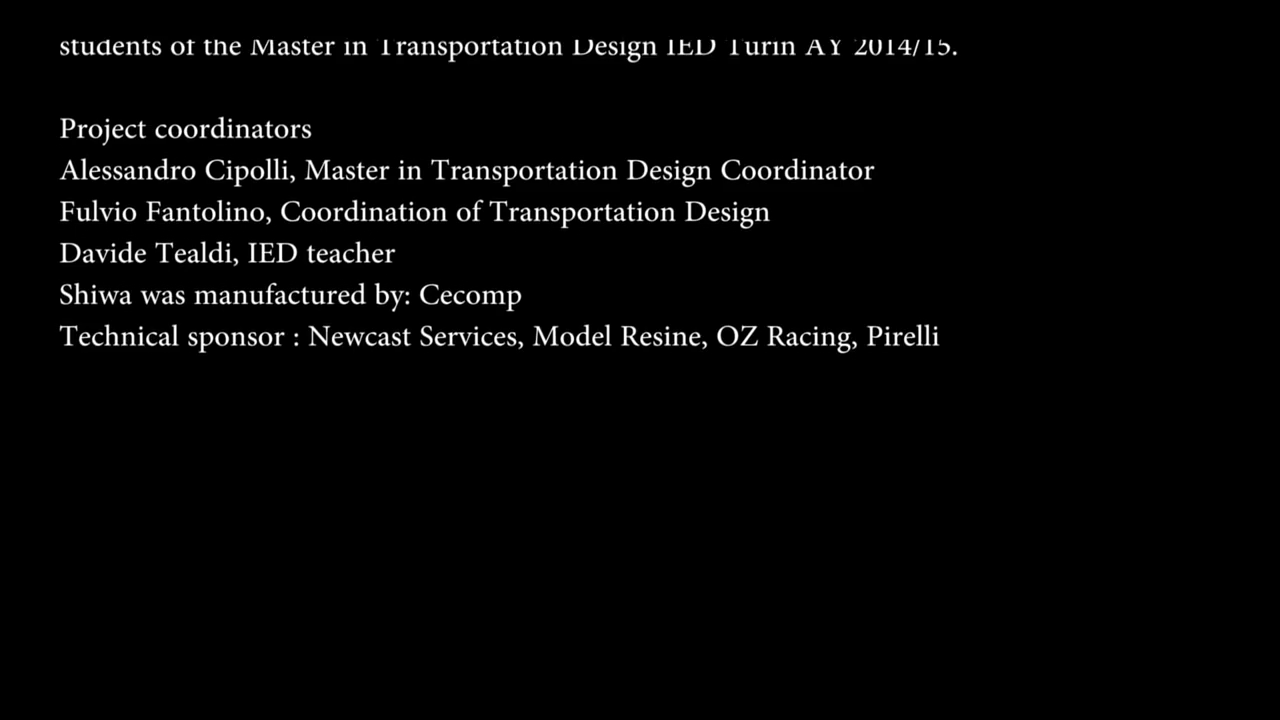 students of the Master in Transportation Design IED Turin AY 2014/15.
Project coordinators
Alessandro Cipolli, Master in Transportation Design Coordinator
Fulvio Fantolino, Coordination of Transportation Design
Davide Tealdi, IED teacher
Shiwa was manufactured by: Cecomp
Technical sponsor : Newcast Services, Model Resine, OZ Racing, Pirelli